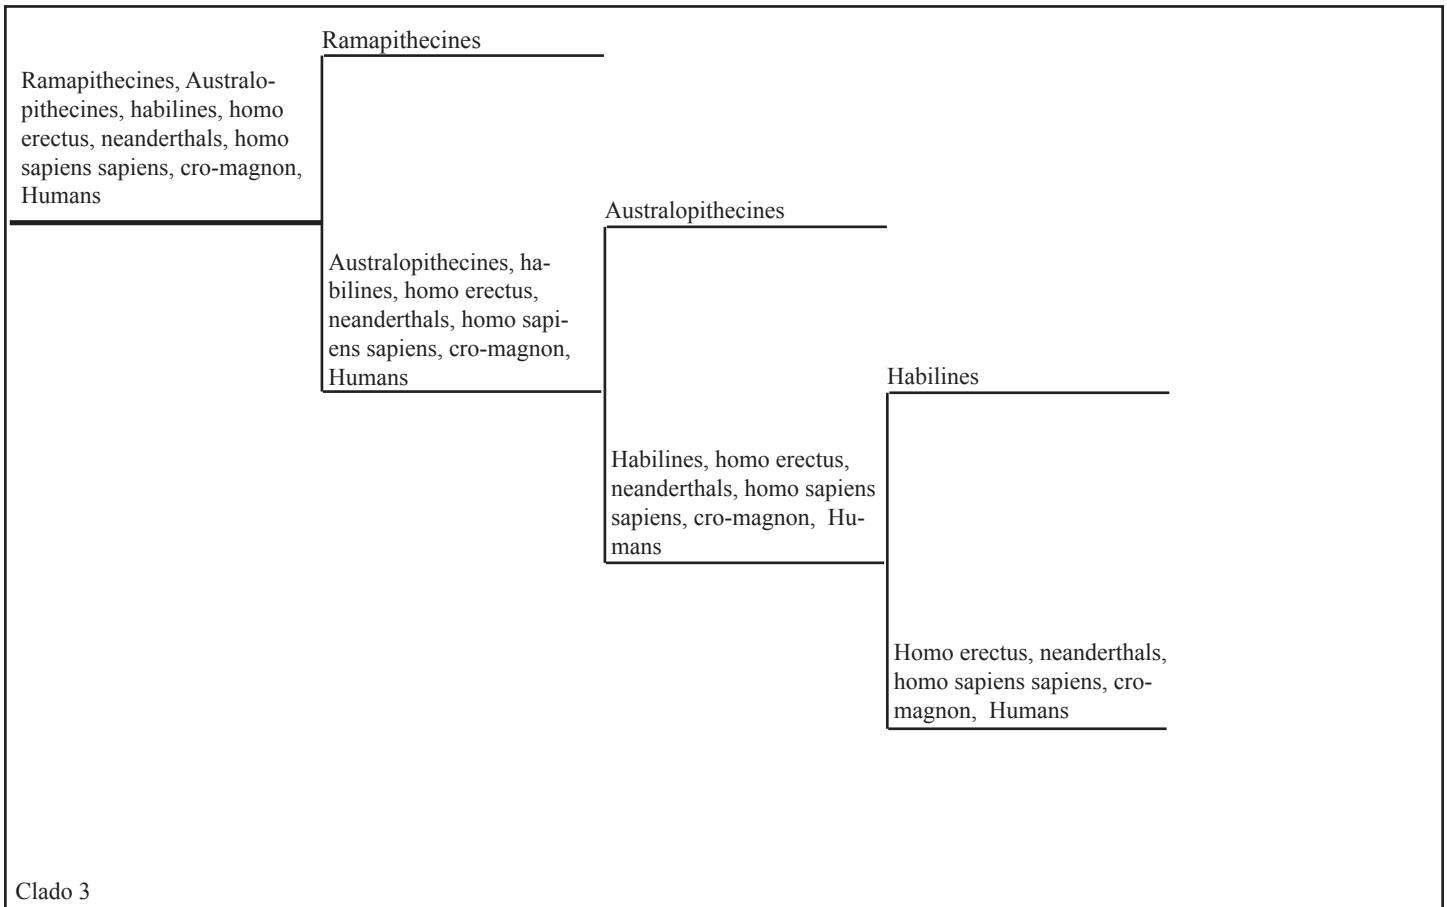 Ramapithecines
Ramapithecines, Australo-
pithecines, habilines, homo
erectus, neanderthals, homo
sapiens sapiens, cro-magnon,
Humans
Australopithecines
Australopithecines, ha-
bilines, homo erectus,
neanderthals, homo sapi-
ens sapiens, cro-magnon,
Humans
Habilines
Habilines, homo erectus,
neanderthals, homo sapiens
sapiens, cro-magnon, Hu-
mans
Homo erectus, neanderthals,
homo sapiens sapiens, cro-
magnon, Humans
Clado 3